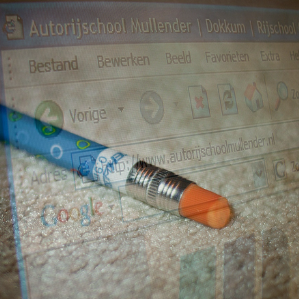 Autorijschool Mullender | Dokkum | Rijschool
Bestand Bewerken Beeld Favorieten Extra
Vorige
Adres http://www.autorijschoolmullender.nl
Google